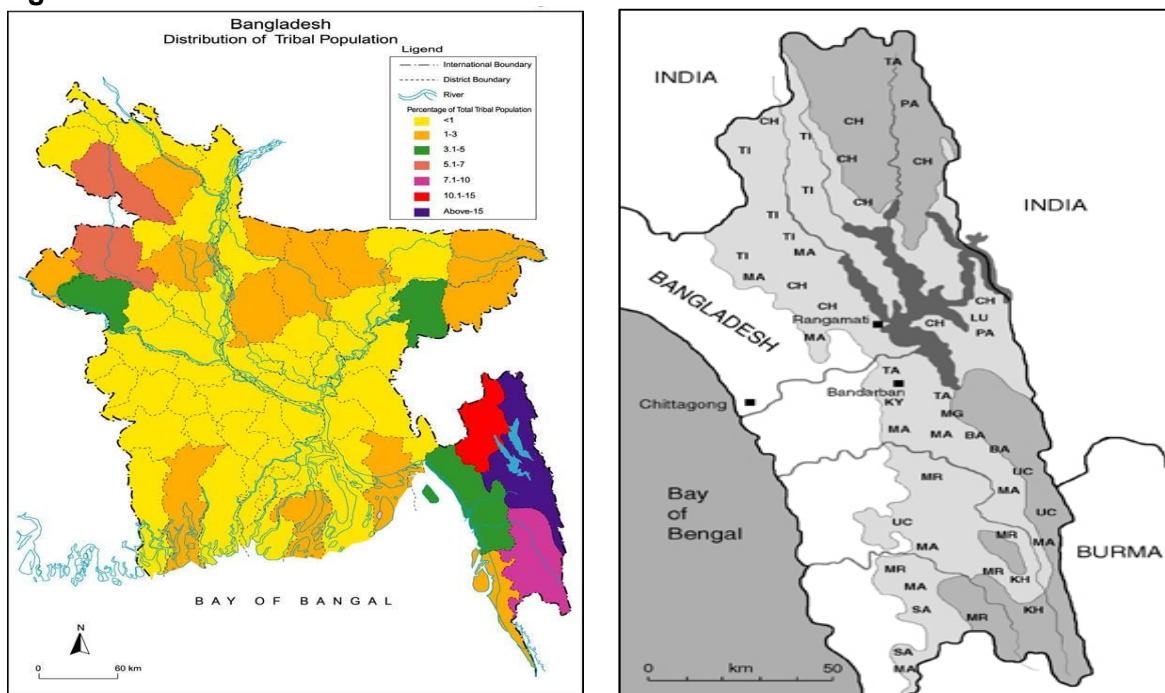 Bangladesh
Distribution of Tribal Population
Ligend
International Boundary
District Boundary
River
Percentage of Total Tribal Population
<1
1-3
3.1-5
5.1-7
7.1-10
10.1-15
Above-15
BAY OF BANGAL
N
0 60 km
INDIA
TA
PA
CH
CH
TI
TI
CH
CH
TI
CH
INDIA
TI
TI
MA
TI
MA
CH
CH
CH
LU
BANGLADESH
Rangamati
CH
PA
MA
TA
Bandarban
TA
Chittagong
KY
MG
MA
MA
BA
BA
MR
UC
MA
Bay
of
Bengal
UC
UC
MR
MA
MA
BURMA
MR
MR
KH
MA
SA
MR
KH
SA
MA
0 km 50